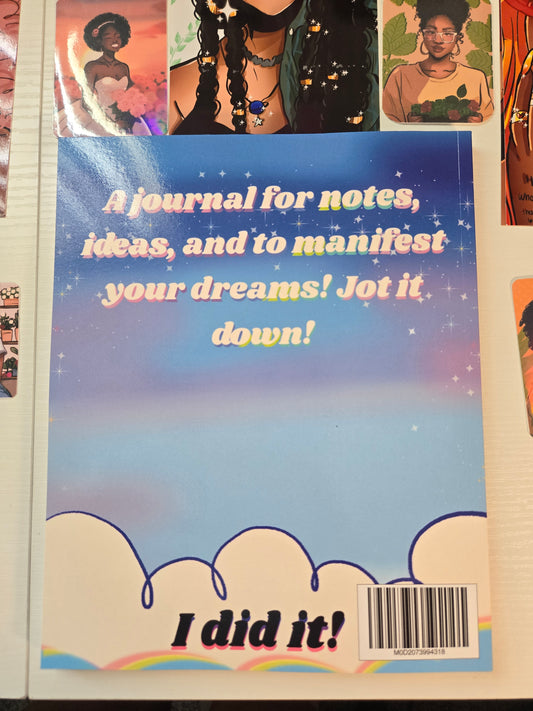 A journal for notes,
ideas, and to manifest
your dreams! Jot it
down!
I did it!
M0D2073994318